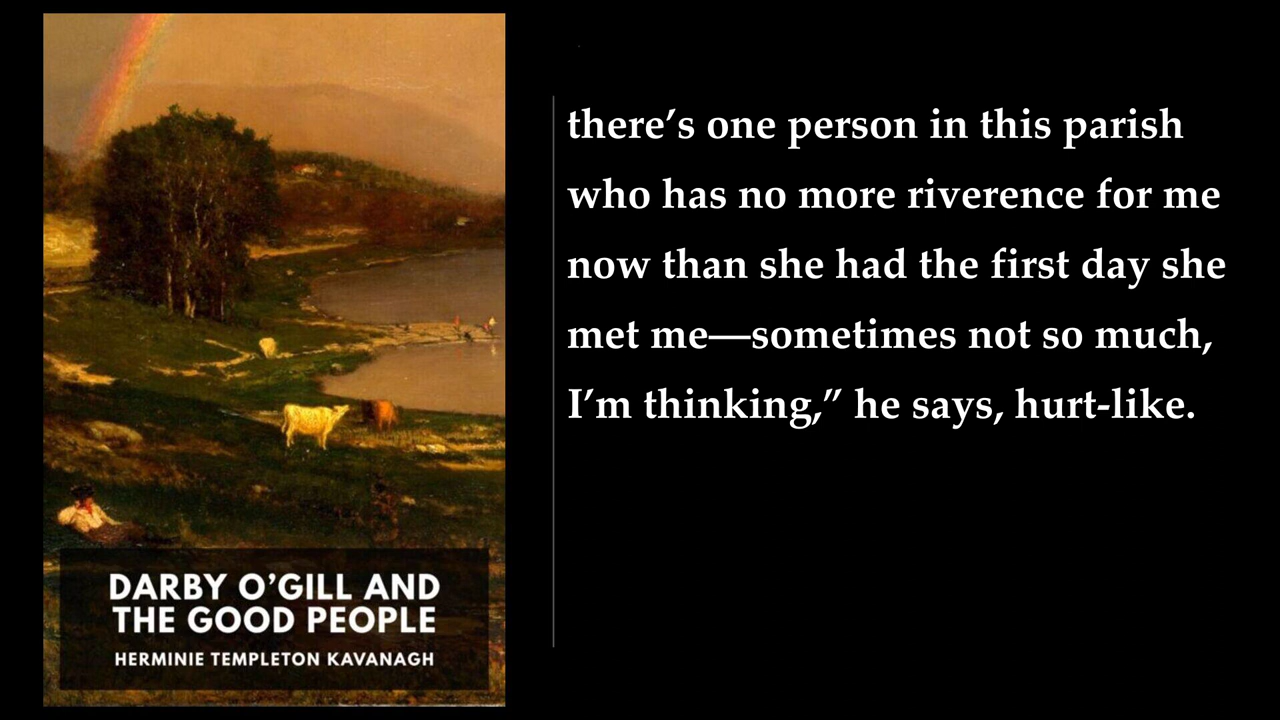 DARBY O’GILL AND
THE GOOD PEOPLE
HERMINIE TEMPLETON KAVANAGH
there’s one person in this parish
who has no more riverence for me
now than she had the first day she
met me—sometimes not so much,
I’m thinking,” he says, hurt-like.